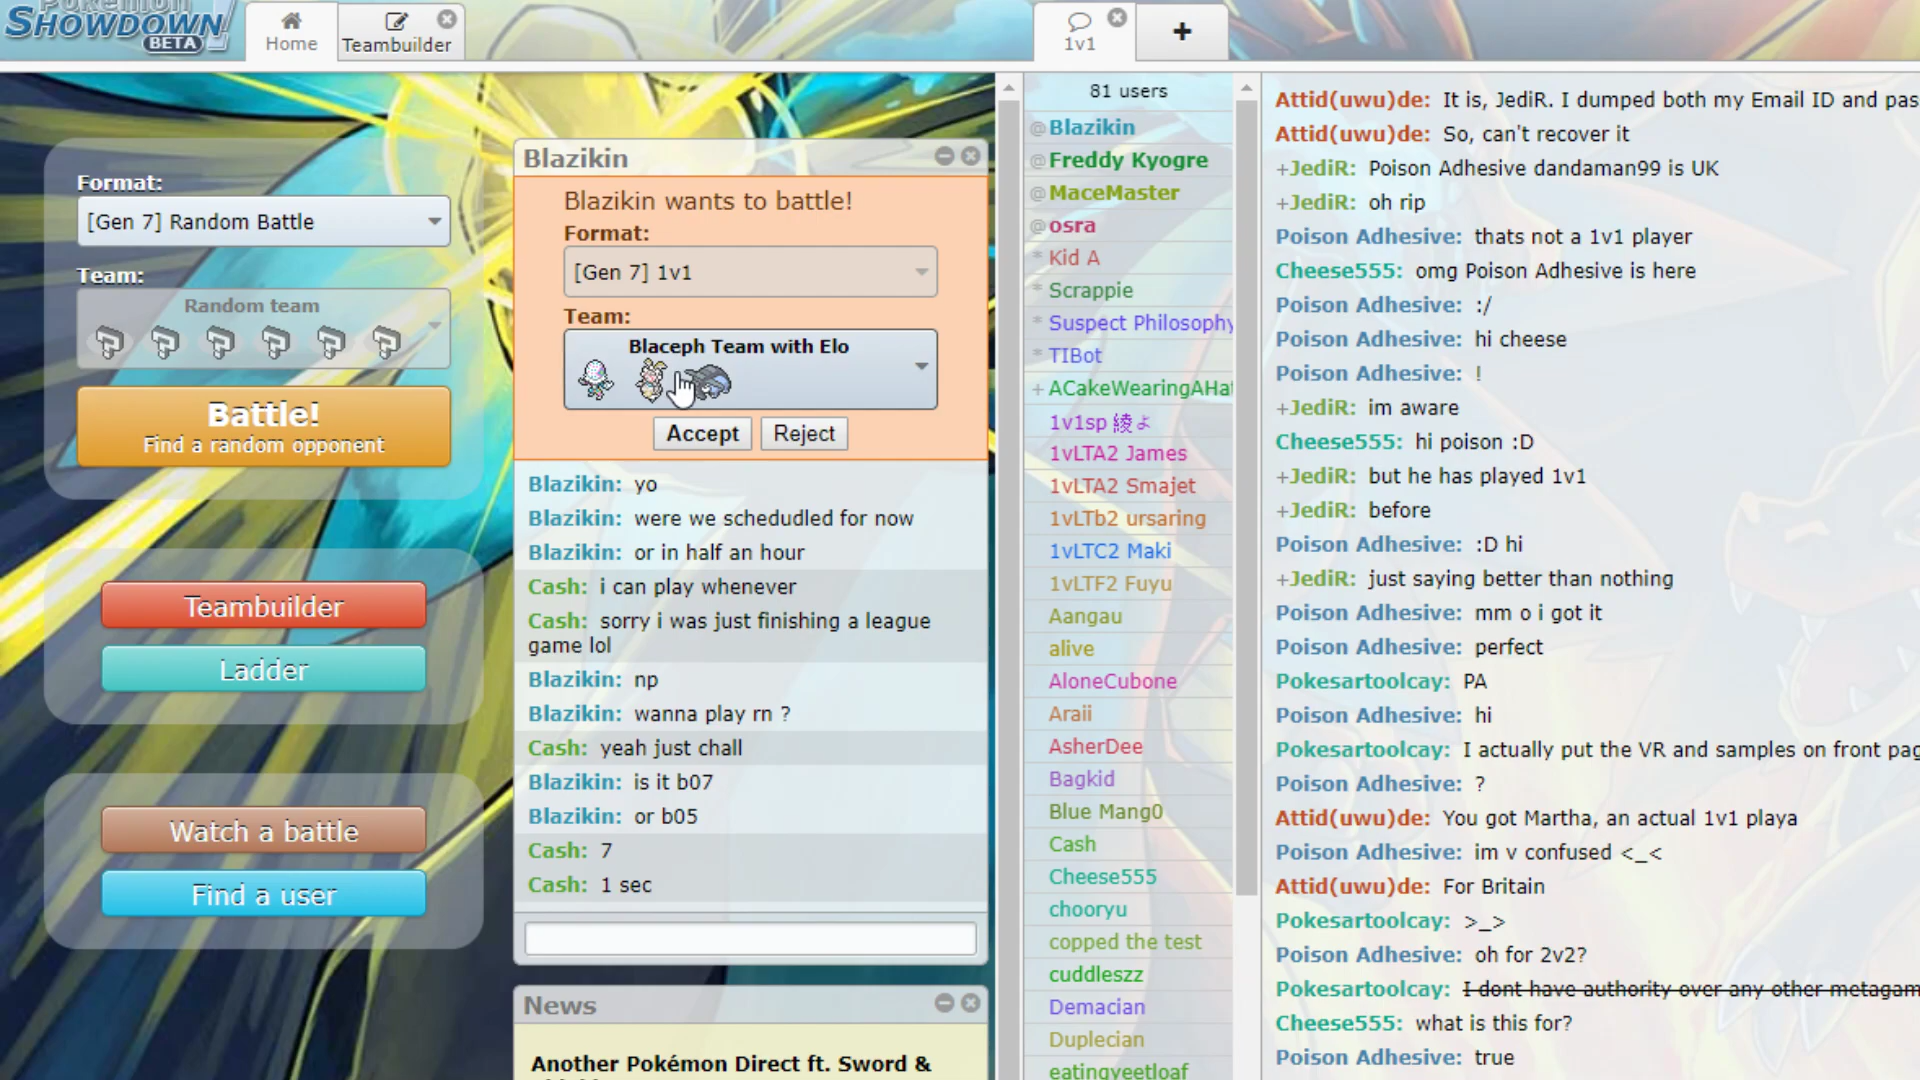 Pokémon
SHOWDOWN
BETA
Home
Teambuilder
1v1
+
Format:
[Gen 7] Random Battle
Team:
Random team
Battle!
Find a random opponent
Teambuilder
Ladder
Watch a battle
Find a user
Blazikin
Blazikin wants to battle!
Format:
[Gen 7] 1v1
Team:
Blaceph Team with Elo
Accept
Reject
Blazikin: yo
Blazikin: were we schedudled for now
Blazikin: or in half an hour
Cash: i can play whenever
Cash: sorry i was just finishing a league
game lol
Blazikin: np
Blazikin: wanna play rn ?
Cash: yeah just chall
Blazikin: is it b07
Blazikin: or b05
Cash: 7
Cash: 1 sec
News
Another Pokémon Direct ft. Sword &
81 users
@Blazikin
@Freddy Kyogre
@MaceMaster
@osra
*Kid A
*Scrappie
*Suspect Philosophy
*TIBot
+ACakeWearingAHat
1v1sp 綾ょ
1vLTA2 James
1vLTA2 Smajet
1vLTb2 ursaring
1vLTC2 Maki
1vLTF2 Fuyu
Aangau
alive
AloneCubone
Araii
AsherDee
Bagkid
Blue Mang0
Cash
Cheese555
chooryu
copped the test
cuddleszz
Demacian
Duplecian
eatingyeetloaf
Attid(uwu)de: It is, JediR. I dumped both my Email ID and pas
Attid(uwu)de: So, can't recover it
+JediR: Poison Adhesive dandaman99 is UK
+JediR: oh rip
Poison Adhesive: thats not a 1v1 player
Cheese555: omg Poison Adhesive is here
Poison Adhesive: :/
Poison Adhesive: hi cheese
Poison Adhesive: !
+JediR: im aware
Cheese555: hi poison :D
+JediR: but he has played 1v1
+JediR: before
Poison Adhesive: :D hi
+JediR: just saying better than nothing
Poison Adhesive: mm o i got it
Poison Adhesive: perfect
Pokesartoolcay: PA
Poison Adhesive: hi
Pokesartoolcay: I actually put the VR and samples on front pag
Poison Adhesive: ?
Attid(uwu)de: You got Martha, an actual 1v1 playa
Poison Adhesive: im v confused <_<
Attid(uwu)de: For Britain
Pokesartoolcay: >_>
Poison Adhesive: oh for 2v2?
Pokesartoolcay: I dont have authority over any other metagam
Cheese555: what is this for?
Poison Adhesive: true